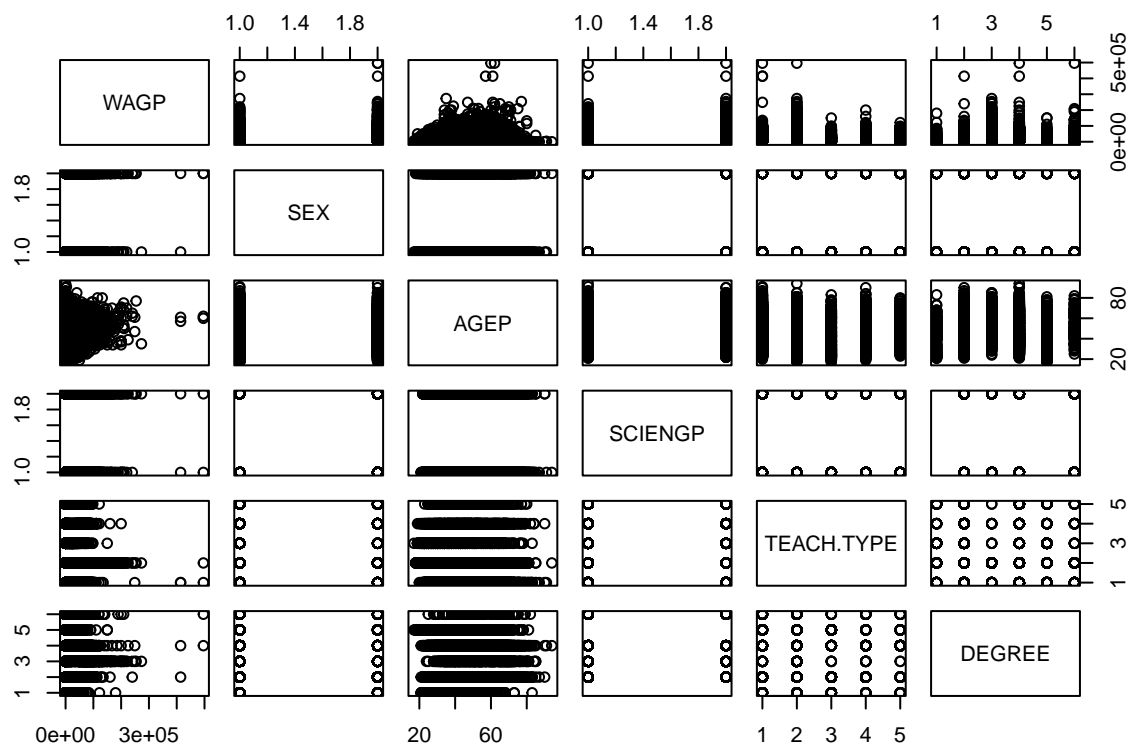 1.0 1.4 1.8 1.0 1.4 1.8 1 3 5
WAGP 0e+00 5e+05
1.0 1.8 SEX
AGEP 20 80
1.0 1.8 SCIENGP
TEACH.TYPE 1 3 5
1 3 5 DEGREE
0e+00 3e+05 20 60 1 2 3 4 5